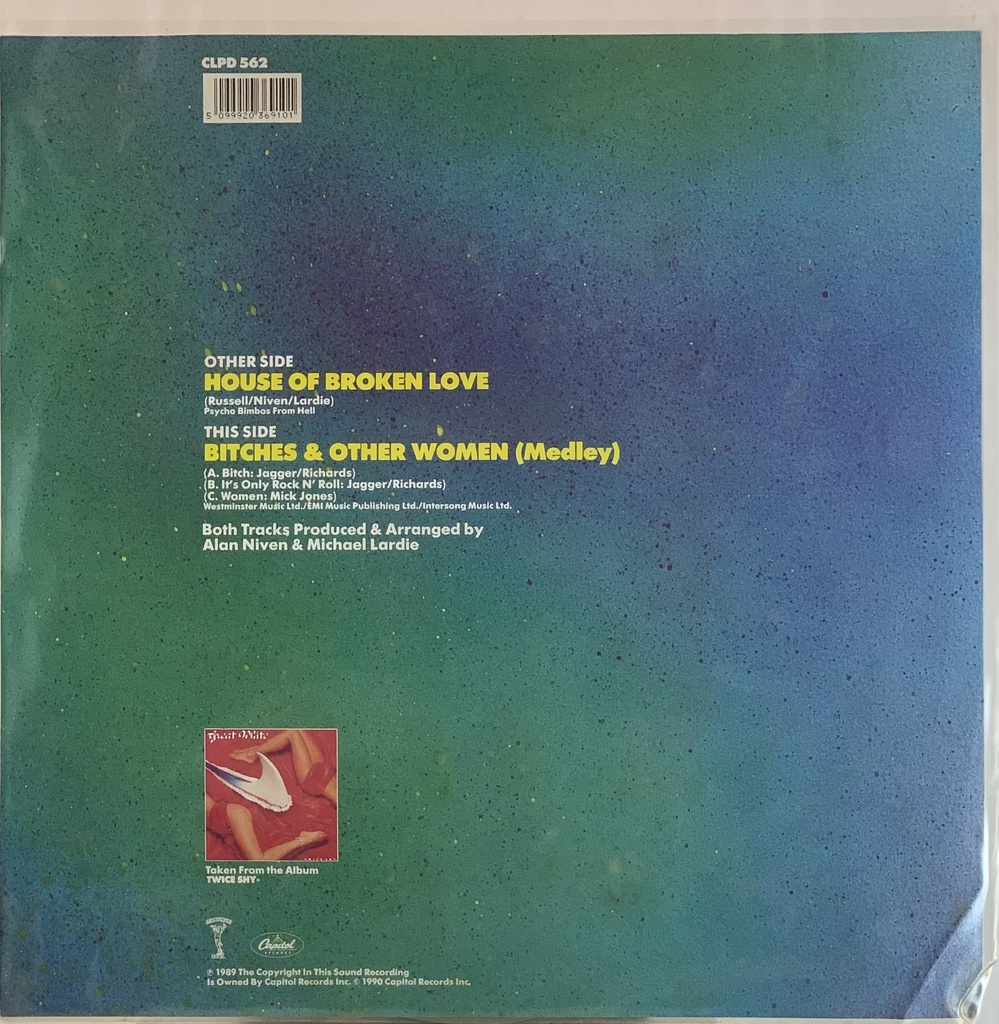 CLPD 562
5 099920 369101
OTHER SIDE
HOUSE OF BROKEN LOVE
(Russell/Niven/Lardie)
Psycho Bimbos From Hell
THIS SIDE
BITCHES & OTHER WOMEN (Medley)
(A. Bitch: Jagger/Richards)
(B. It's Only Rock N' Roll: Jagger/Richards)
(C. Women: Mick Jones)
Westminster Music Ltd./EMI Music Publishing Ltd./Intersong Music Ltd.
Both Tracks Produced & Arranged by
Alan Niven & Michael Lardie
Great White
Taken From the Album
TWICE SHY
Capitol
RECORDS
℗ 1989 The Copyright In This Sound Recording
Is Owned By Capitol Records Inc. © 1990 Capitol Records Inc.